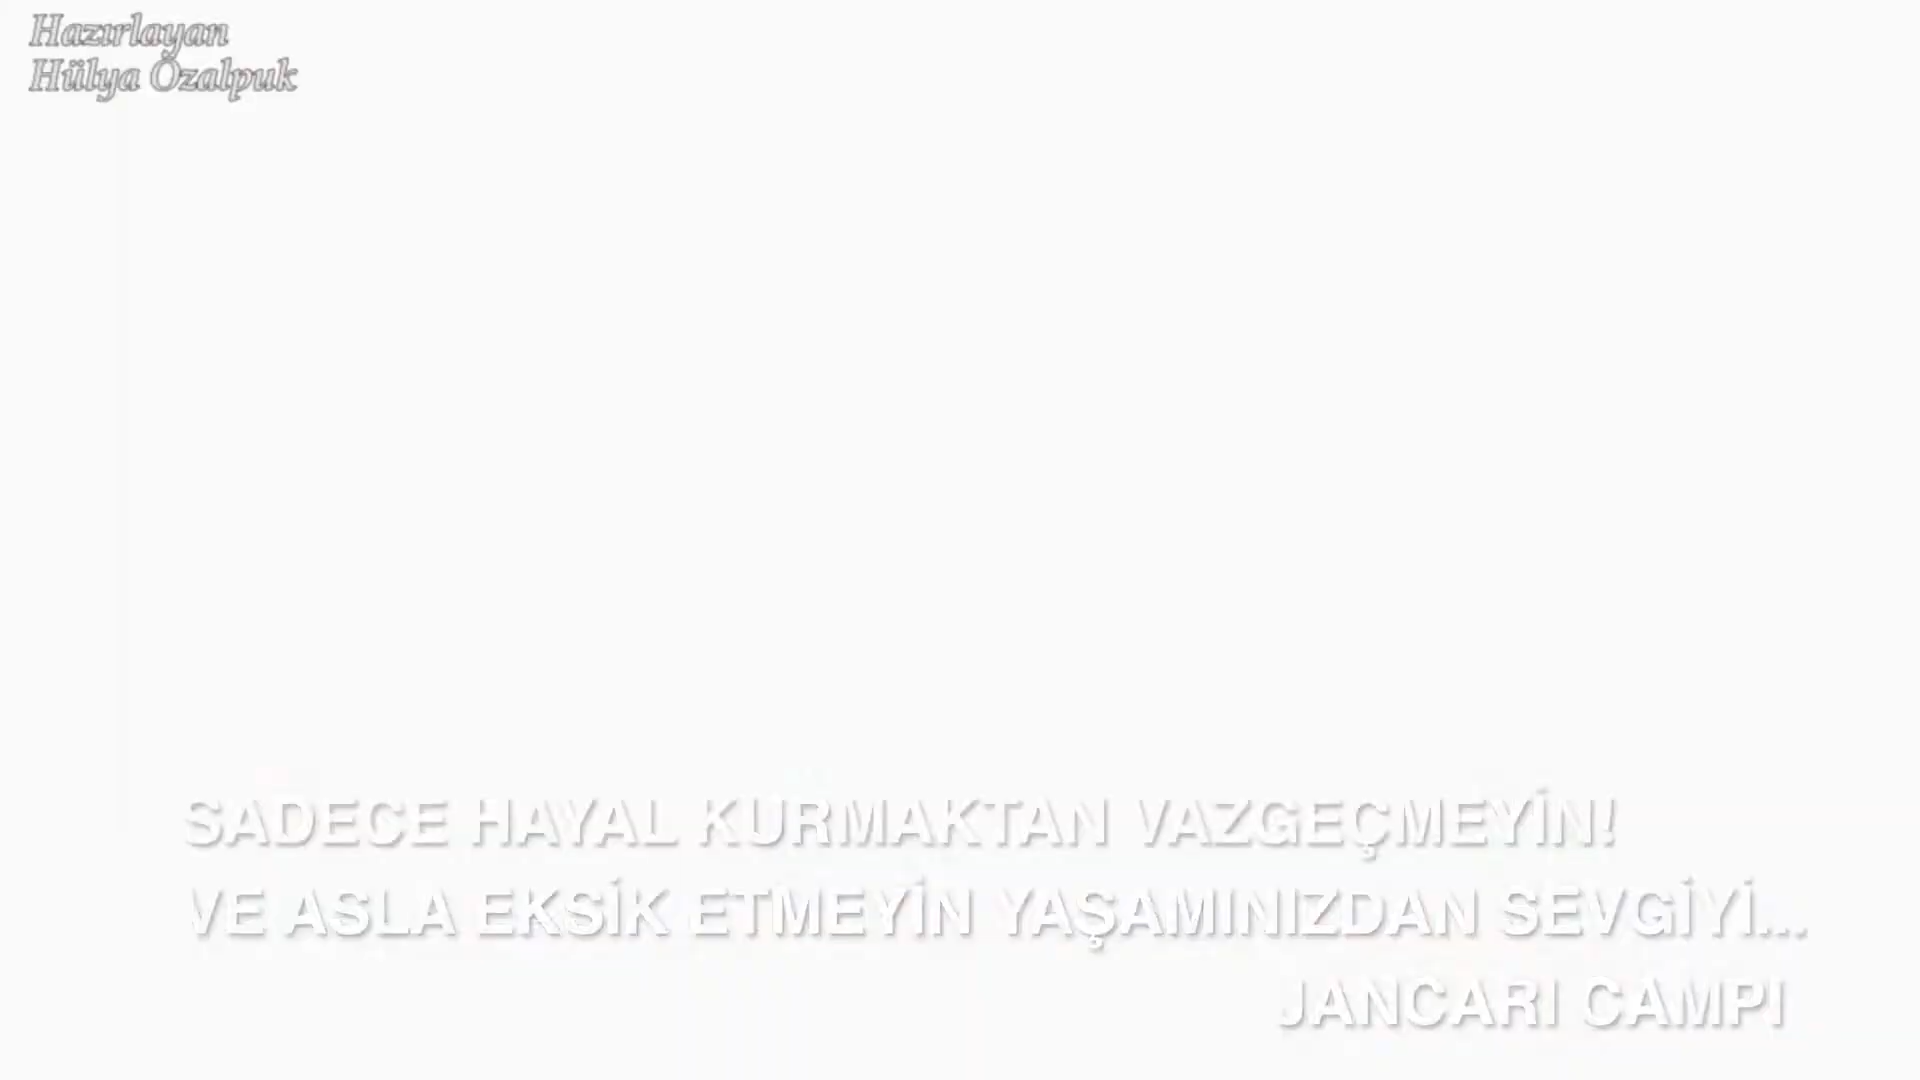 Hazırlayan
Hülya Özalpuk
SADECE HAYAL KURMAKTAN VAZGEÇMEYİN!
VE ASLA EKSİK ETMEYİN YAŞAMINIZDAN SEVGİYİ...
JANCARI CAMPI